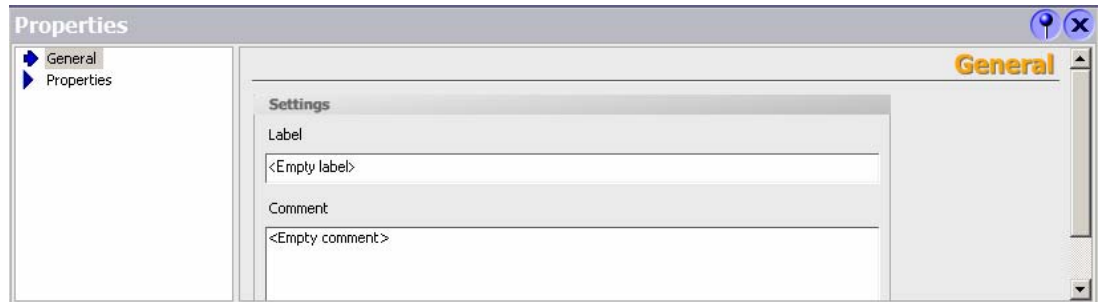 Properties
General
Properties
General
Settings
Label
<Empty label>
Comment
<Empty comment>